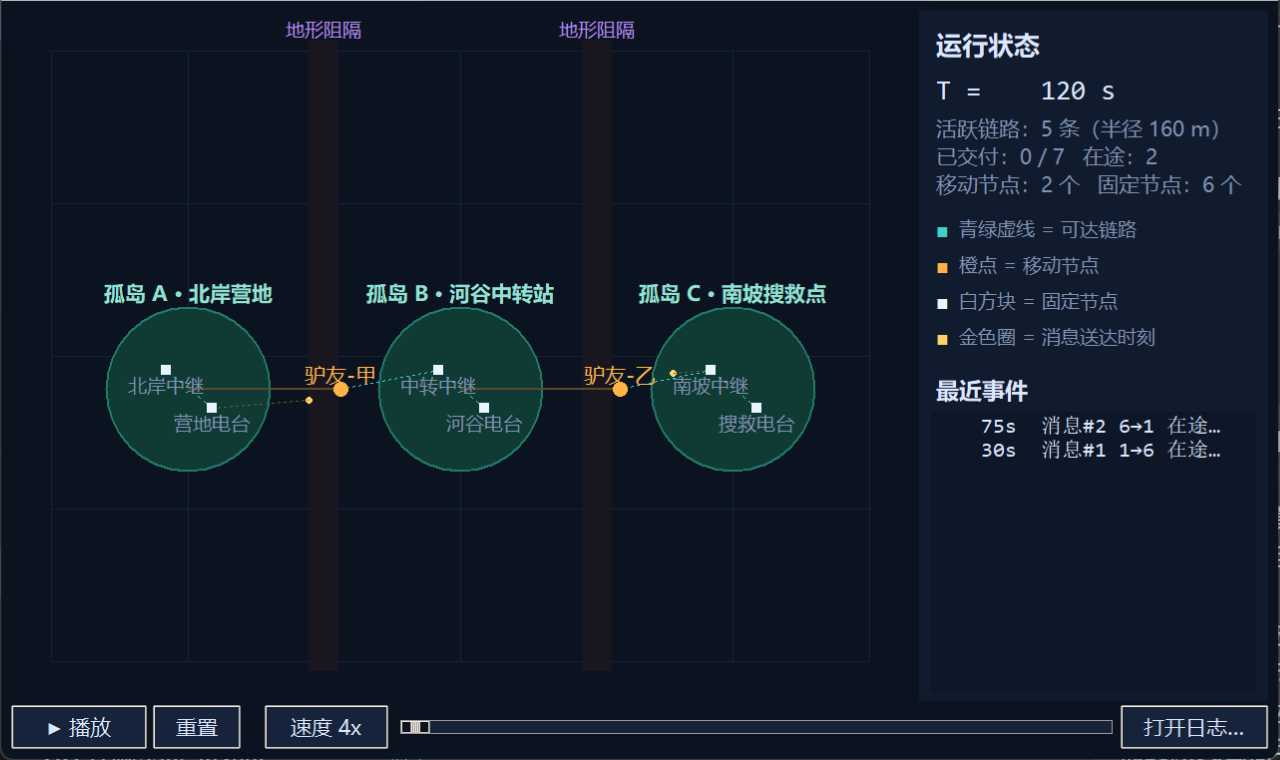 地形阻隔
地形阻隔
孤岛 A · 北岸营地
孤岛 B · 河谷中转站
孤岛 C · 南坡搜救点
驴友-甲
驴友-乙
北岸中继
中转中继
南坡中继
营地电台
河谷电台
搜救电台
运行状态
T = 120 s
活跃链路：5 条（半径 160 m）
已交付：0 / 7 在途：2
移动节点：2 个 固定节点：6 个
青绿虚线 = 可达链路
橙点 = 移动节点
白方块 = 固定节点
金色圈 = 消息送达时刻
最近事件
75s 消息#2 6→1 在途…
30s 消息#1 1→6 在途…
► 播放
重置
速度 4x
打开日志…